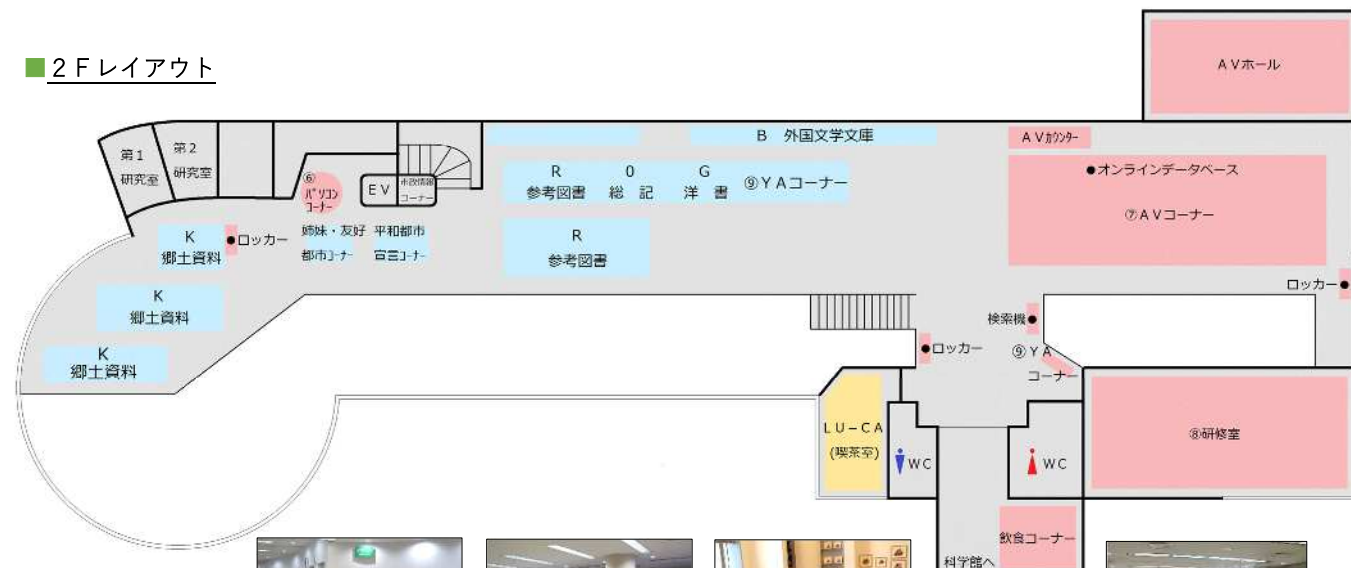 ■２Ｆレイアウト
ＡＶホール
第１
研究室
第２
研究室
⑥
パソコン
コーナー
ＥＶ
市政情報
コーナー
Ｂ 外国文学文庫
ＡＶカウンター
Ｒ
参考図書
０
総 記
Ｇ
洋 書
⑨ＹＡコーナー
●オンラインデータベース
⑦ＡＶコーナー
Ｋ
郷土資料
●ロッカー
姉妹・友好
都市コーナー
平和都市
宣言コーナー
Ｒ
参考図書
ロッカー●
Ｋ
郷土資料
検索機●
Ｋ
郷土資料
●ロッカー
⑨ＹＡ
コーナー
ＬＵ－ＣＡ
(喫茶室)
ＷＣ
ＷＣ
⑧研修室
飲食コーナー
科学館へ